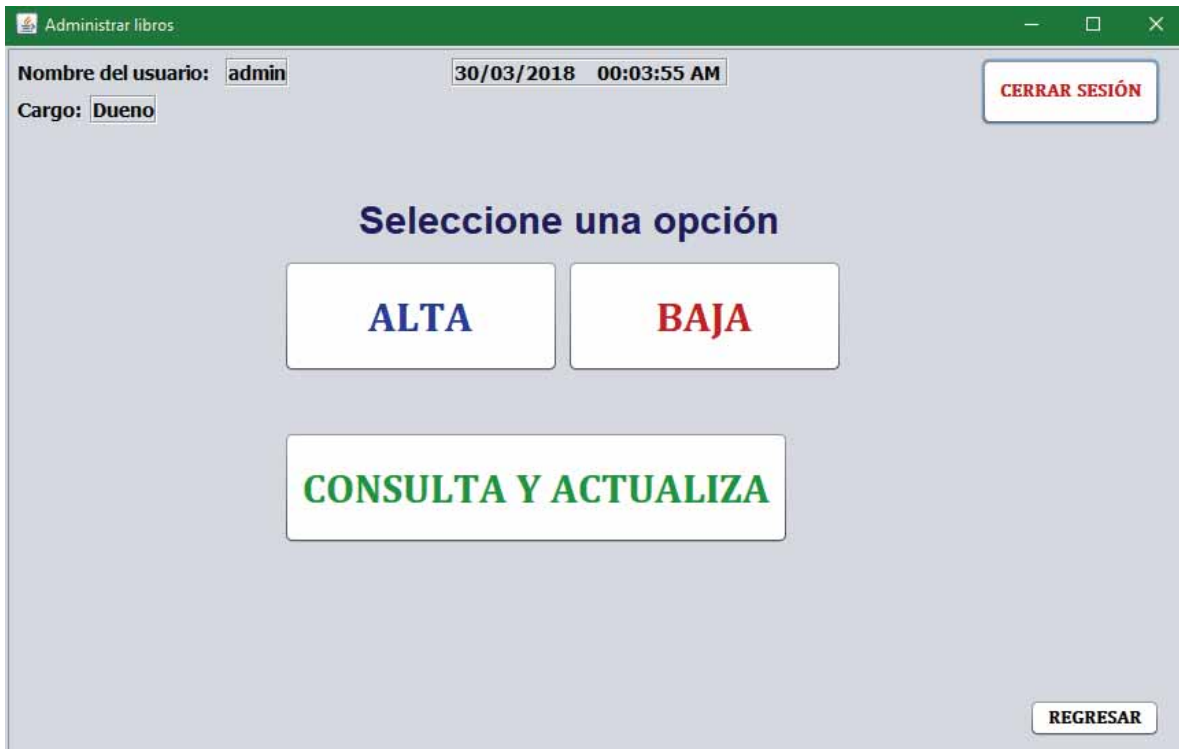 Administrar libros
Nombre del usuario: admin 30/03/2018 00:03:55 AM
CERRAR SESIÓN
Cargo: Dueno
Seleccione una opción
ALTA BAJA
CONSULTA Y ACTUALIZA
REGRESAR